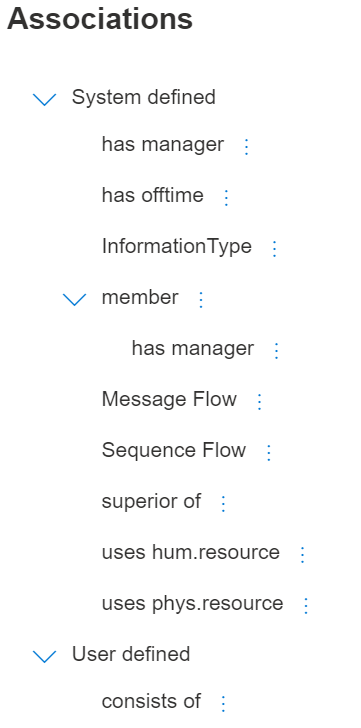 Associations
System defined
has manager
has offtime
InformationType
member
has manager
Message Flow
Sequence Flow
superior of
uses hum.resource
uses phys.resource
User defined
consists of